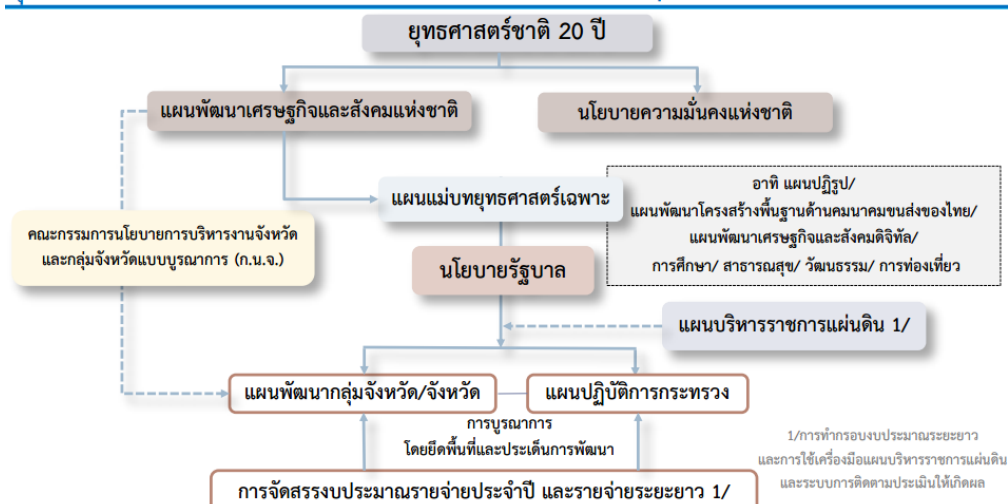 ยุทธศาสตร์ชาติ 20 ปี
แผนพัฒนาเศรษฐกิจและสังคมแห่งชาติ
นโยบายความมั่นคงแห่งชาติ
แผนแม่บทยุทธศาสตร์เฉพาะ
อาทิ แผนปฏิรูป/
แผนพัฒนาโครงสร้างพื้นฐานด้านคมนาคมขนส่งของไทย/
แผนพัฒนาเศรษฐกิจและสังคมดิจิทัล/
การศึกษา/ สาธารณสุข/ วัฒนธรรม/ การท่องเที่ยว
คณะกรรมการนโยบายการบริหารงานจังหวัด
และกลุ่มจังหวัดแบบบูรณาการ (ก.น.จ.)
นโยบายรัฐบาล
แผนบริหารราชการแผ่นดิน 1/
แผนพัฒนากลุ่มจังหวัด/จังหวัด
แผนปฏิบัติการกระทรวง
การบูรณาการ
โดยยึดพื้นที่และประเด็นการพัฒนา
1/การทำกรอบงบประมาณระยะยาว
และการใช้เครื่องมือแผนบริหารราชการแผ่นดิน
และระบบการติดตามประเมินให้เกิดผล
การจัดสรรงบประมาณรายจ่ายประจำปี และรายจ่ายระยะยาว 1/